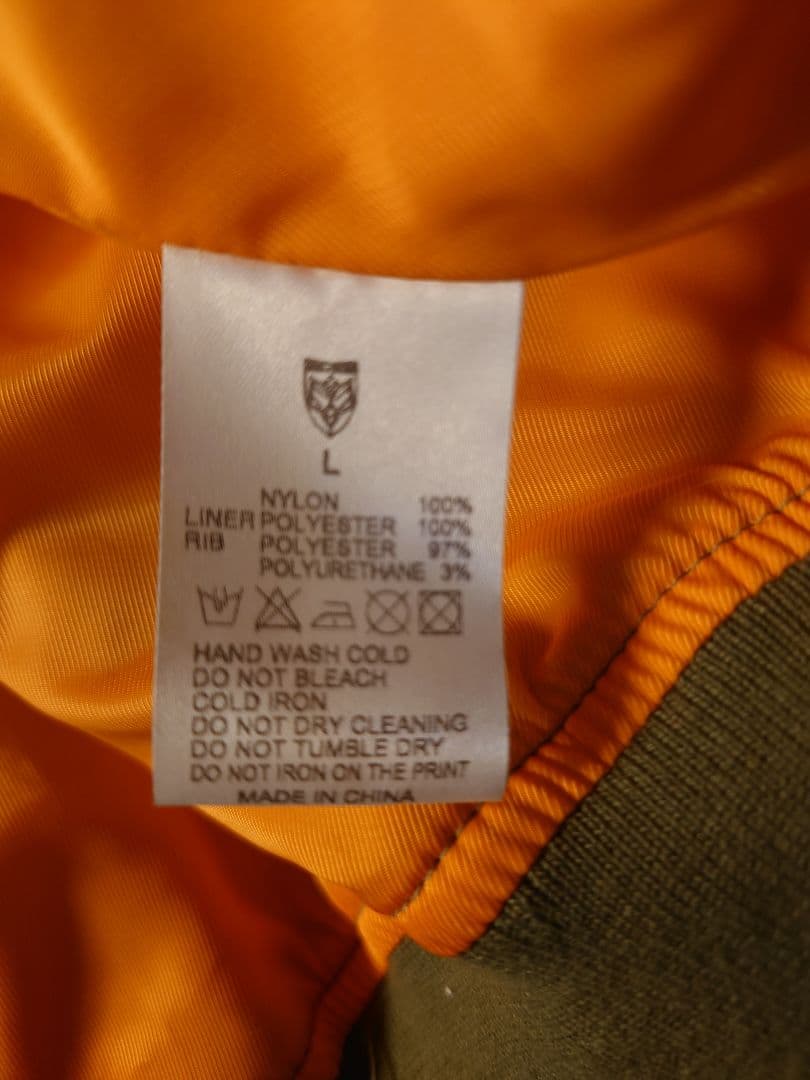 L
NYLON 100%
LINER POLYESTER 100%
RIB POLYESTER 97%
POLYURETHANE 3%
HAND WASH COLD
DO NOT BLEACH
COLD IRON
DO NOT DRY CLEANING
DO NOT TUMBLE DRY
DO NOT IRON ON THE PRINT
MADE IN CHINA